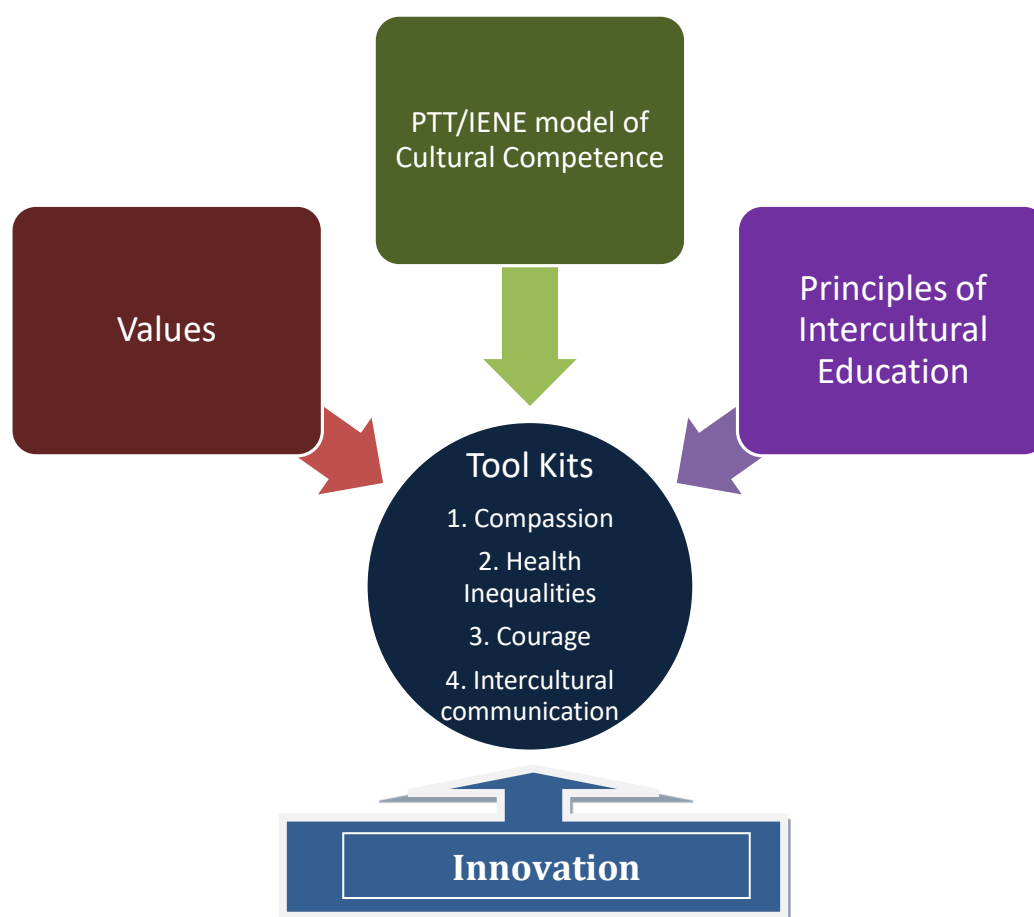 PTT/IENE model of
Cultural Competence
Values
Principles of
Intercultural
Education
Tool Kits
1. Compassion
2. Health
Inequalities
3. Courage
4. Intercultural
communication
Innovation